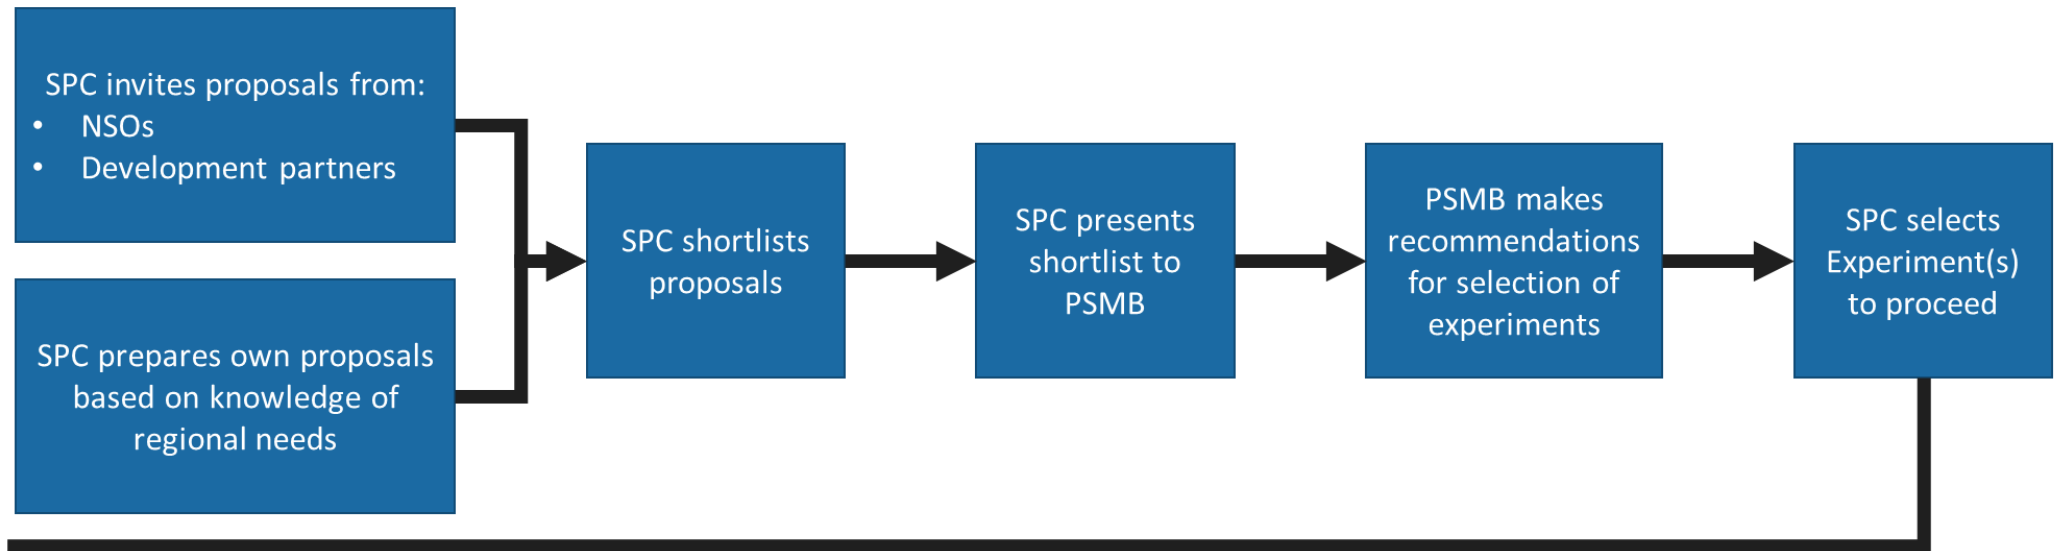 SPC invites proposals from:
• NSOs
• Development partners
SPC prepares own proposals
based on knowledge of
regional needs
SPC shortlists
proposals
SPC presents
shortlist to
PSMB
PSMB makes
recommendations
for selection of
experiments
SPC selects
Experiment(s)
to proceed